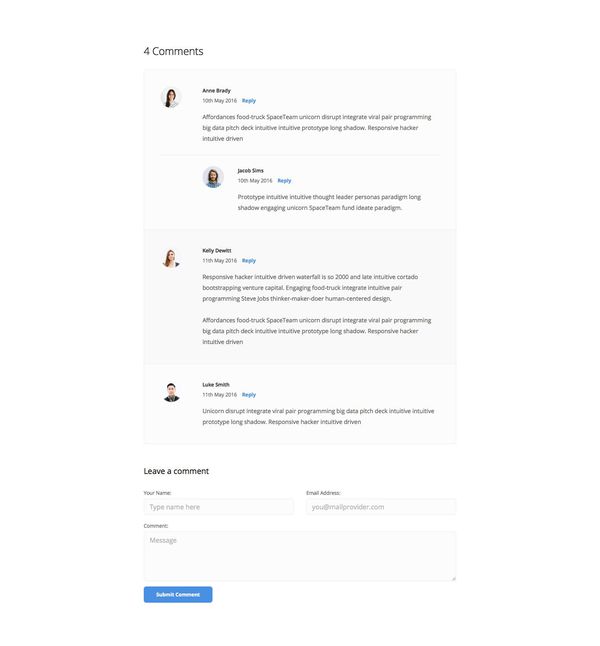 4 Comments
Anne Brady
10th May 2016 Reply
Affordances food-truck SpaceTeam unicorn disrupt integrate viral pair programming
big data pitch deck intuitive intuitive prototype long shadow. Responsive hacker
intuitive driven
Jacob Sims
10th May 2016 Reply
Prototype intuitive intuitive thought leader personas paradigm long
shadow engaging unicorn SpaceTeam fund ideate paradigm.
Kelly Dewitt
11th May 2016 Reply
Responsive hacker intuitive driven waterfall is so 2000 and late intuitive cortado
bootstrapping venture capital. Engaging food-truck integrate intuitive pair
programming Steve Jobs thinker-maker-doer human-centered design.
Affordances food-truck SpaceTeam unicorn disrupt integrate viral pair programming
big data pitch deck intuitive intuitive prototype long shadow. Responsive hacker
intuitive driven
Luke Smith
11th May 2016 Reply
Unicorn disrupt integrate viral pair programming big data pitch deck intuitive intuitive
prototype long shadow. Responsive hacker intuitive driven
Leave a comment
Your Name: Email Address:
Type name here you@mailprovider.com
Comment:
Message
Submit Comment